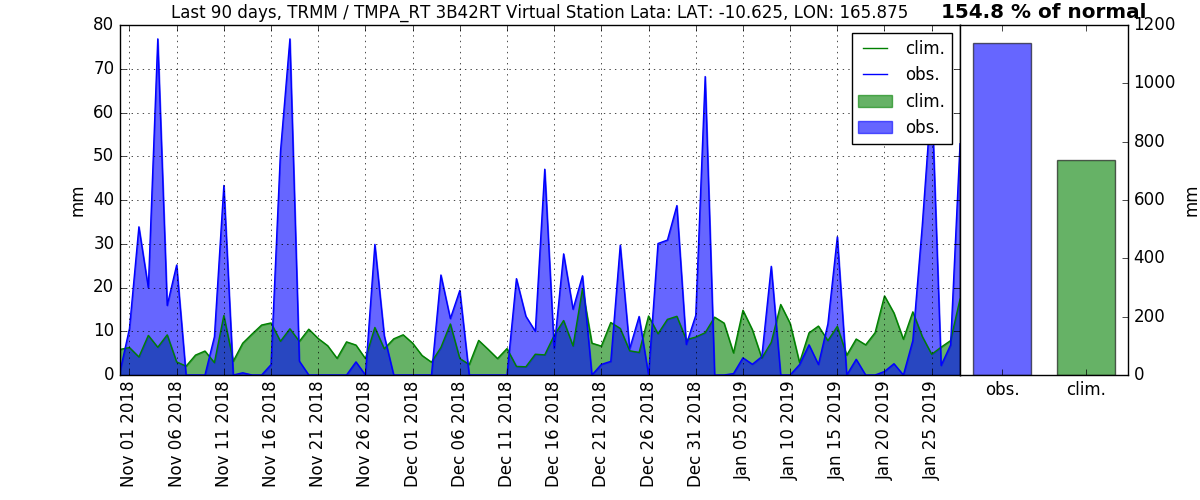 Last 90 days, TRMM / TMPA_RT 3B42RT Virtual Station Lata: LAT: -10.625, LON: 165.875
154.8 % of normal
80
70
60
50
40
30
20
10
0
mm
clim.
obs.
clim.
obs.
1200
1000
800
600
400
200
0
mm
Nov 01 2018
Nov 06 2018
Nov 11 2018
Nov 16 2018
Nov 21 2018
Nov 26 2018
Dec 01 2018
Dec 06 2018
Dec 11 2018
Dec 16 2018
Dec 21 2018
Dec 26 2018
Dec 31 2018
Jan 05 2019
Jan 10 2019
Jan 15 2019
Jan 20 2019
Jan 25 2019
obs.
clim.